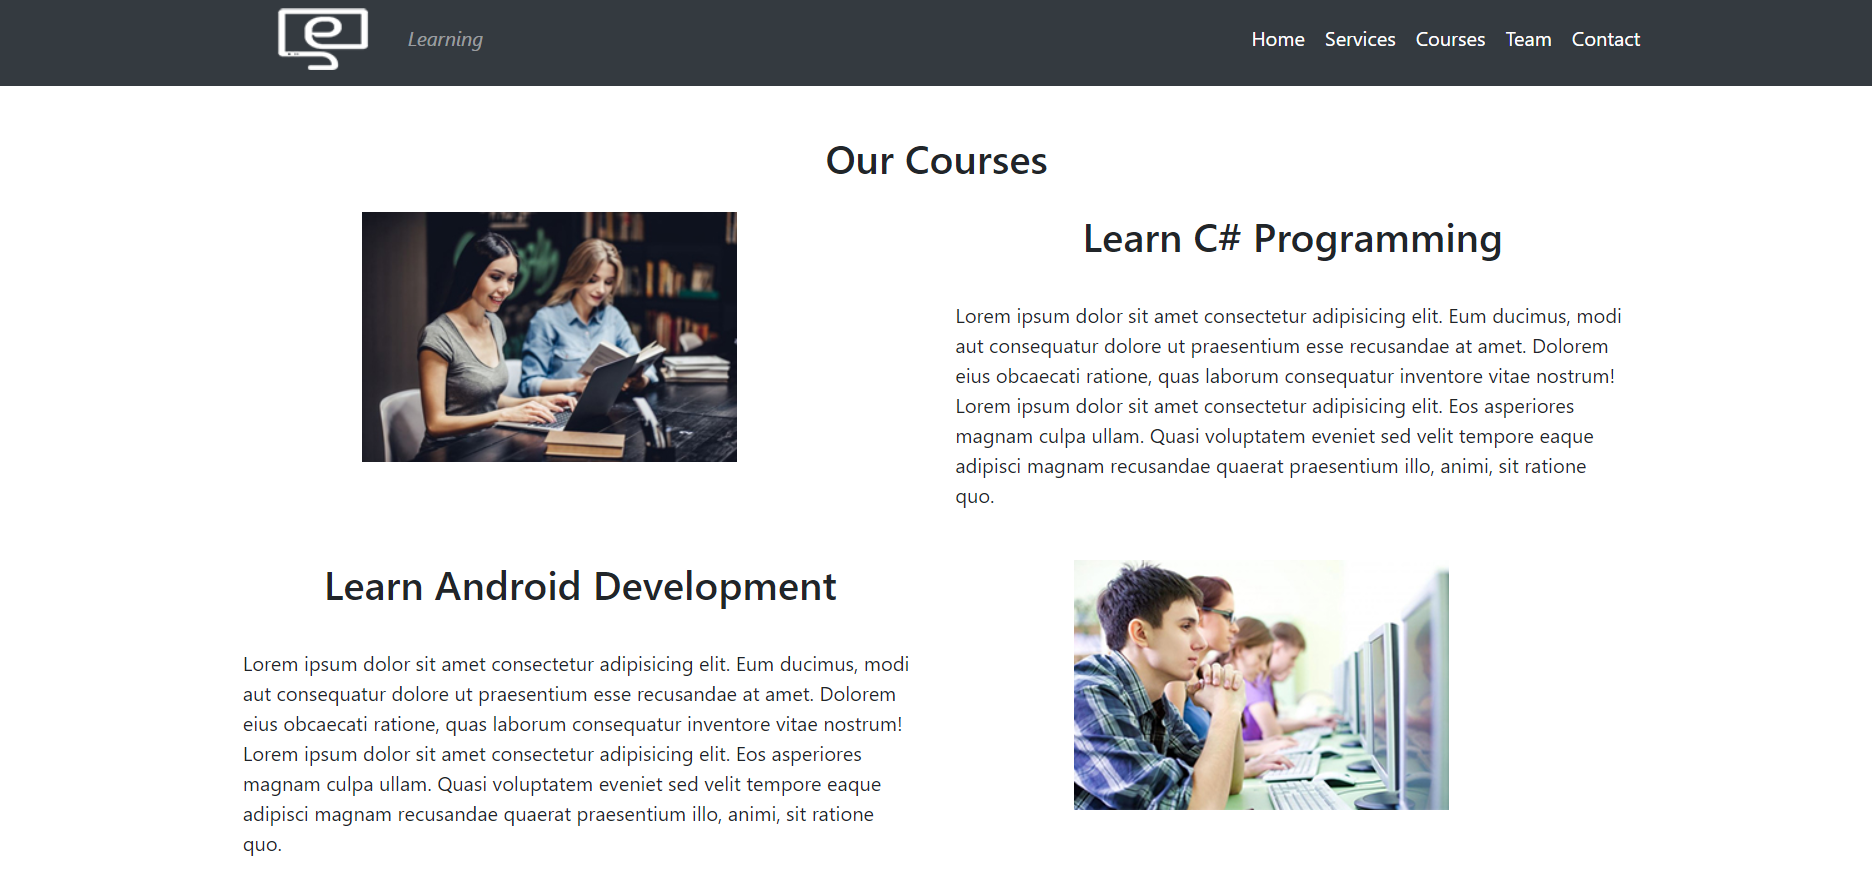 e
Learning
Home Services Courses Team Contact
Our Courses
Learn C# Programming
Lorem ipsum dolor sit amet consectetur adipisicing elit. Eum ducimus, modi
aut consequatur dolore ut praesentium esse recusandae at amet. Dolorem
eius obcaecati ratione, quas laborum consequatur inventore vitae nostrum!
Lorem ipsum dolor sit amet consectetur adipisicing elit. Eos asperiores
magnam culpa ullam. Quasi voluptatem eveniet sed velit tempore eaque
adipisci magnam recusandae quaerat praesentium illo, animi, sit ratione
quo.
Learn Android Development
Lorem ipsum dolor sit amet consectetur adipisicing elit. Eum ducimus, modi
aut consequatur dolore ut praesentium esse recusandae at amet. Dolorem
eius obcaecati ratione, quas laborum consequatur inventore vitae nostrum!
Lorem ipsum dolor sit amet consectetur adipisicing elit. Eos asperiores
magnam culpa ullam. Quasi voluptatem eveniet sed velit tempore eaque
adipisci magnam recusandae quaerat praesentium illo, animi, sit ratione
quo.